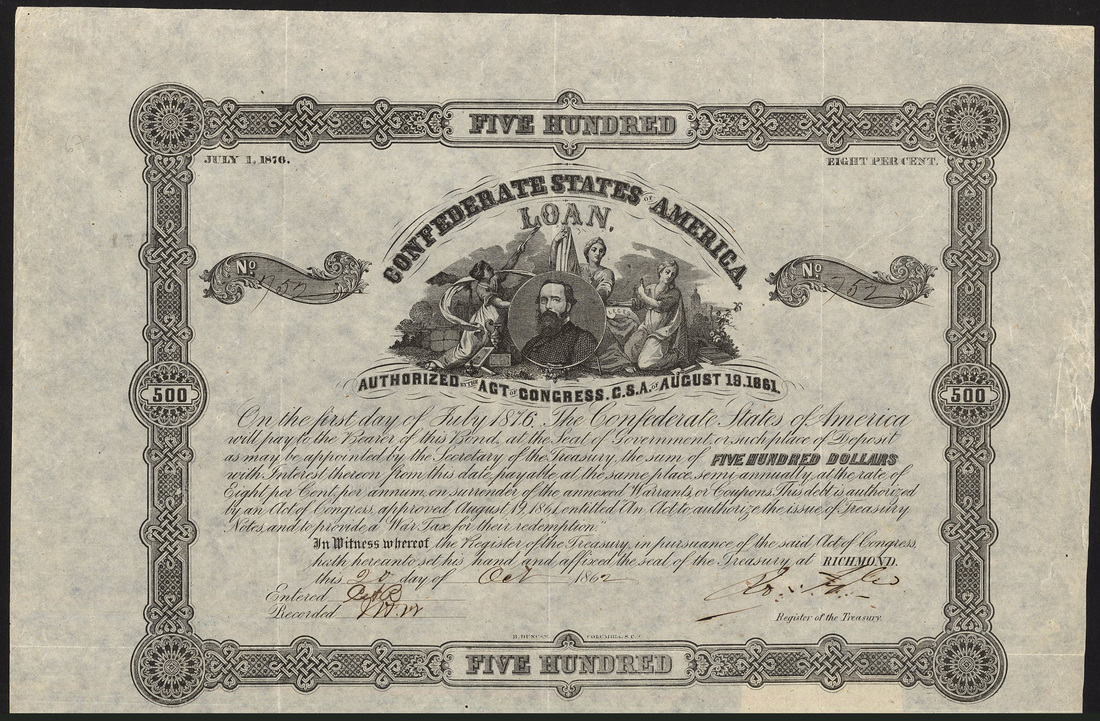 FIVE HUNDRED
JULY 1, 1876.
EIGHT PER CENT.
CONFEDERATE STATES OF AMERICA
LOAN.
No 752
No 752
AUTHORIZED BY THE ACT OF CONGRESS. C.S.A. OF AUGUST 19. 1861.
500
500
On the first day of July 1876, The Confederate States of America
will pay to the Bearer of this Bond, at the Seat of Government, or such place of Deposit
as may be appointed by the Secretary of the Treasury, the sum of FIVE HUNDRED DOLLARS
with Interest thereon from this date, payable at the same place, semi-annually, at the rate of
Eight per Cent, per annum, on surrender of the annexed Warrants or Coupons. This debt is authorized
by an Act of Congress, approved August 19, 1861, entitled An Act to authorize the issue of Treasury
Notes, and to provide a War Tax for their redemption."
In Witness whereof the Register of the Treasury, in pursuance of the said Act of Congress,
hath hereunto set his hand and affixed the seal of the Treasury at RICHMOND.
this 20 day of Oct 1862
Entered
Recorded
Register of the Treasury.
B. DUNCAN. COLUMBIA, S. C.
FIVE HUNDRED